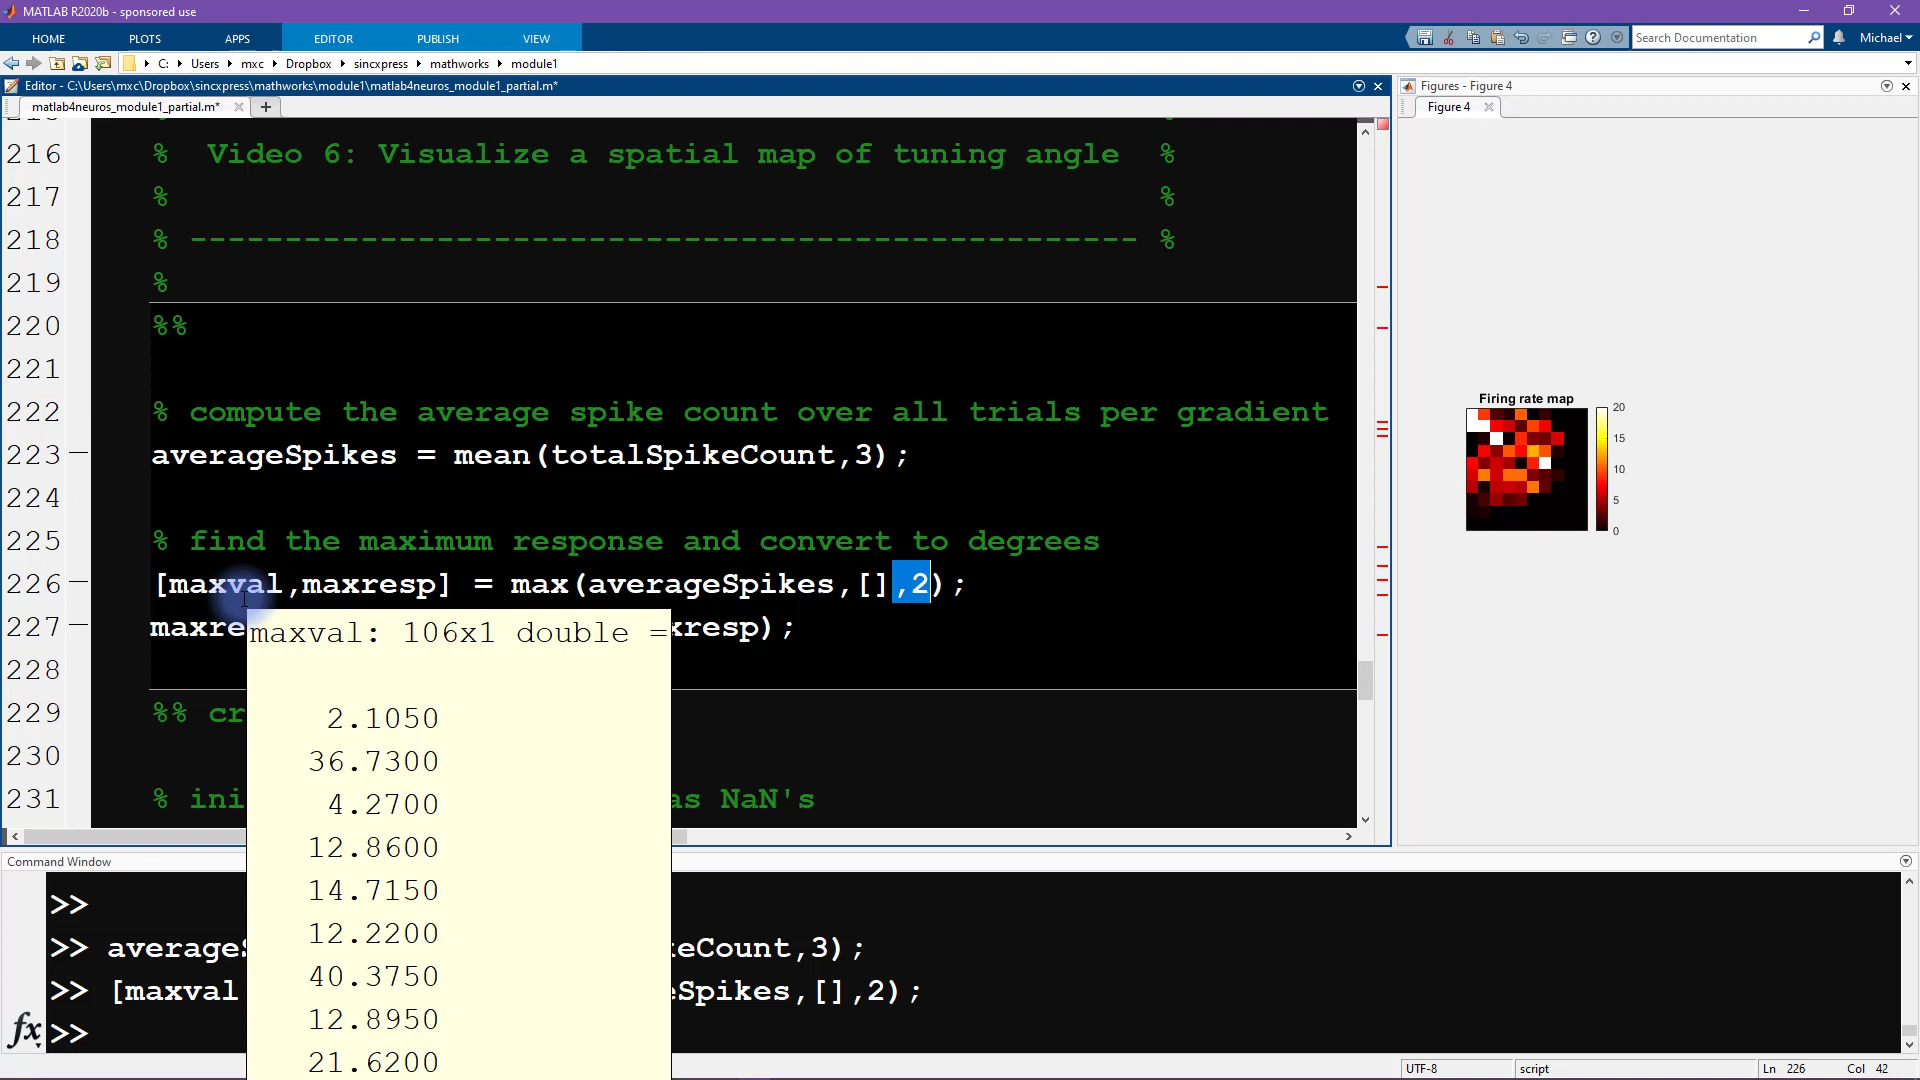 MATLAB R2020b - sponsored use
HOME PLOTS APPS EDITOR PUBLISH VIEW
Search Documentation
Michael
C: Users mxc Dropbox sincxpress mathworks module1
Editor - C:\Users\mxc\Dropbox\sincxpress\mathworks\module1\matlab4neuros_module1_partial.m*
Figures - Figure 4
matlab4neuros_module1_partial.m*
Figure 4
216 % Video 6: Visualize a spatial map of tuning angle %
217 % %
218 % -------------------------------------------------- %
219 %
220 %%
221
222 % compute the average spike count over all trials per gradient
223 averageSpikes = mean(totalSpikeCount,3);
224
225 % find the maximum response and convert to degrees
226 [maxval,maxresp] = max(averageSpikes,[],2);
227 maxre xresp);
228
229 %% cr
230
231 % ini as NaN's
maxval: 106x1 double =
2.1050
36.7300
4.2700
12.8600
14.7150
12.2200
40.3750
12.8950
21.6200
Firing rate map
20
15
10
5
0
Command Window
>>
>> averageS ikeCount,3);
>> [maxval eSpikes,[],2);
fx >>
UTF-8 script Ln 226 Col 42